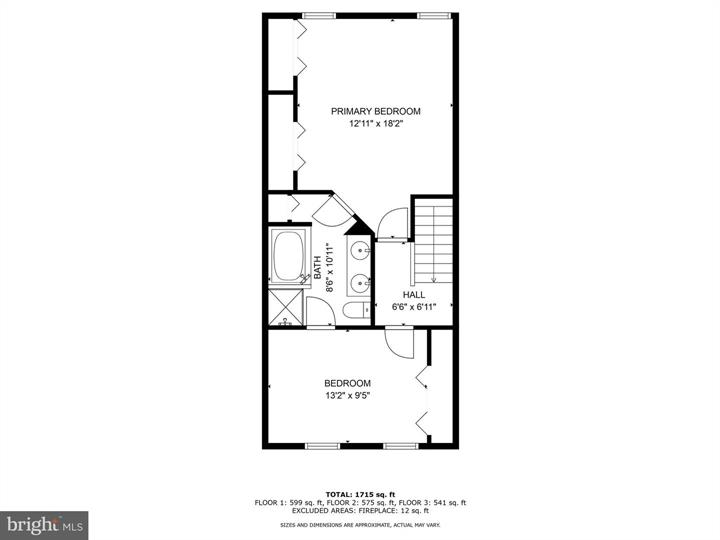 PRIMARY BEDROOM
12'11" x 18'2"
BATH
8'6" x 10'11"
HALL
6'6" x 6'11"
BEDROOM
13'2" x 9'5"
TOTAL: 1715 sq. ft
FLOOR 1: 599 sq. ft, FLOOR 2: 575 sq. ft, FLOOR 3: 541 sq. ft
EXCLUDED AREAS: FIREPLACE: 12 sq. ft
SIZES AND DIMENSIONS ARE APPROXIMATE, ACTUAL MAY VARY.
bright MLS